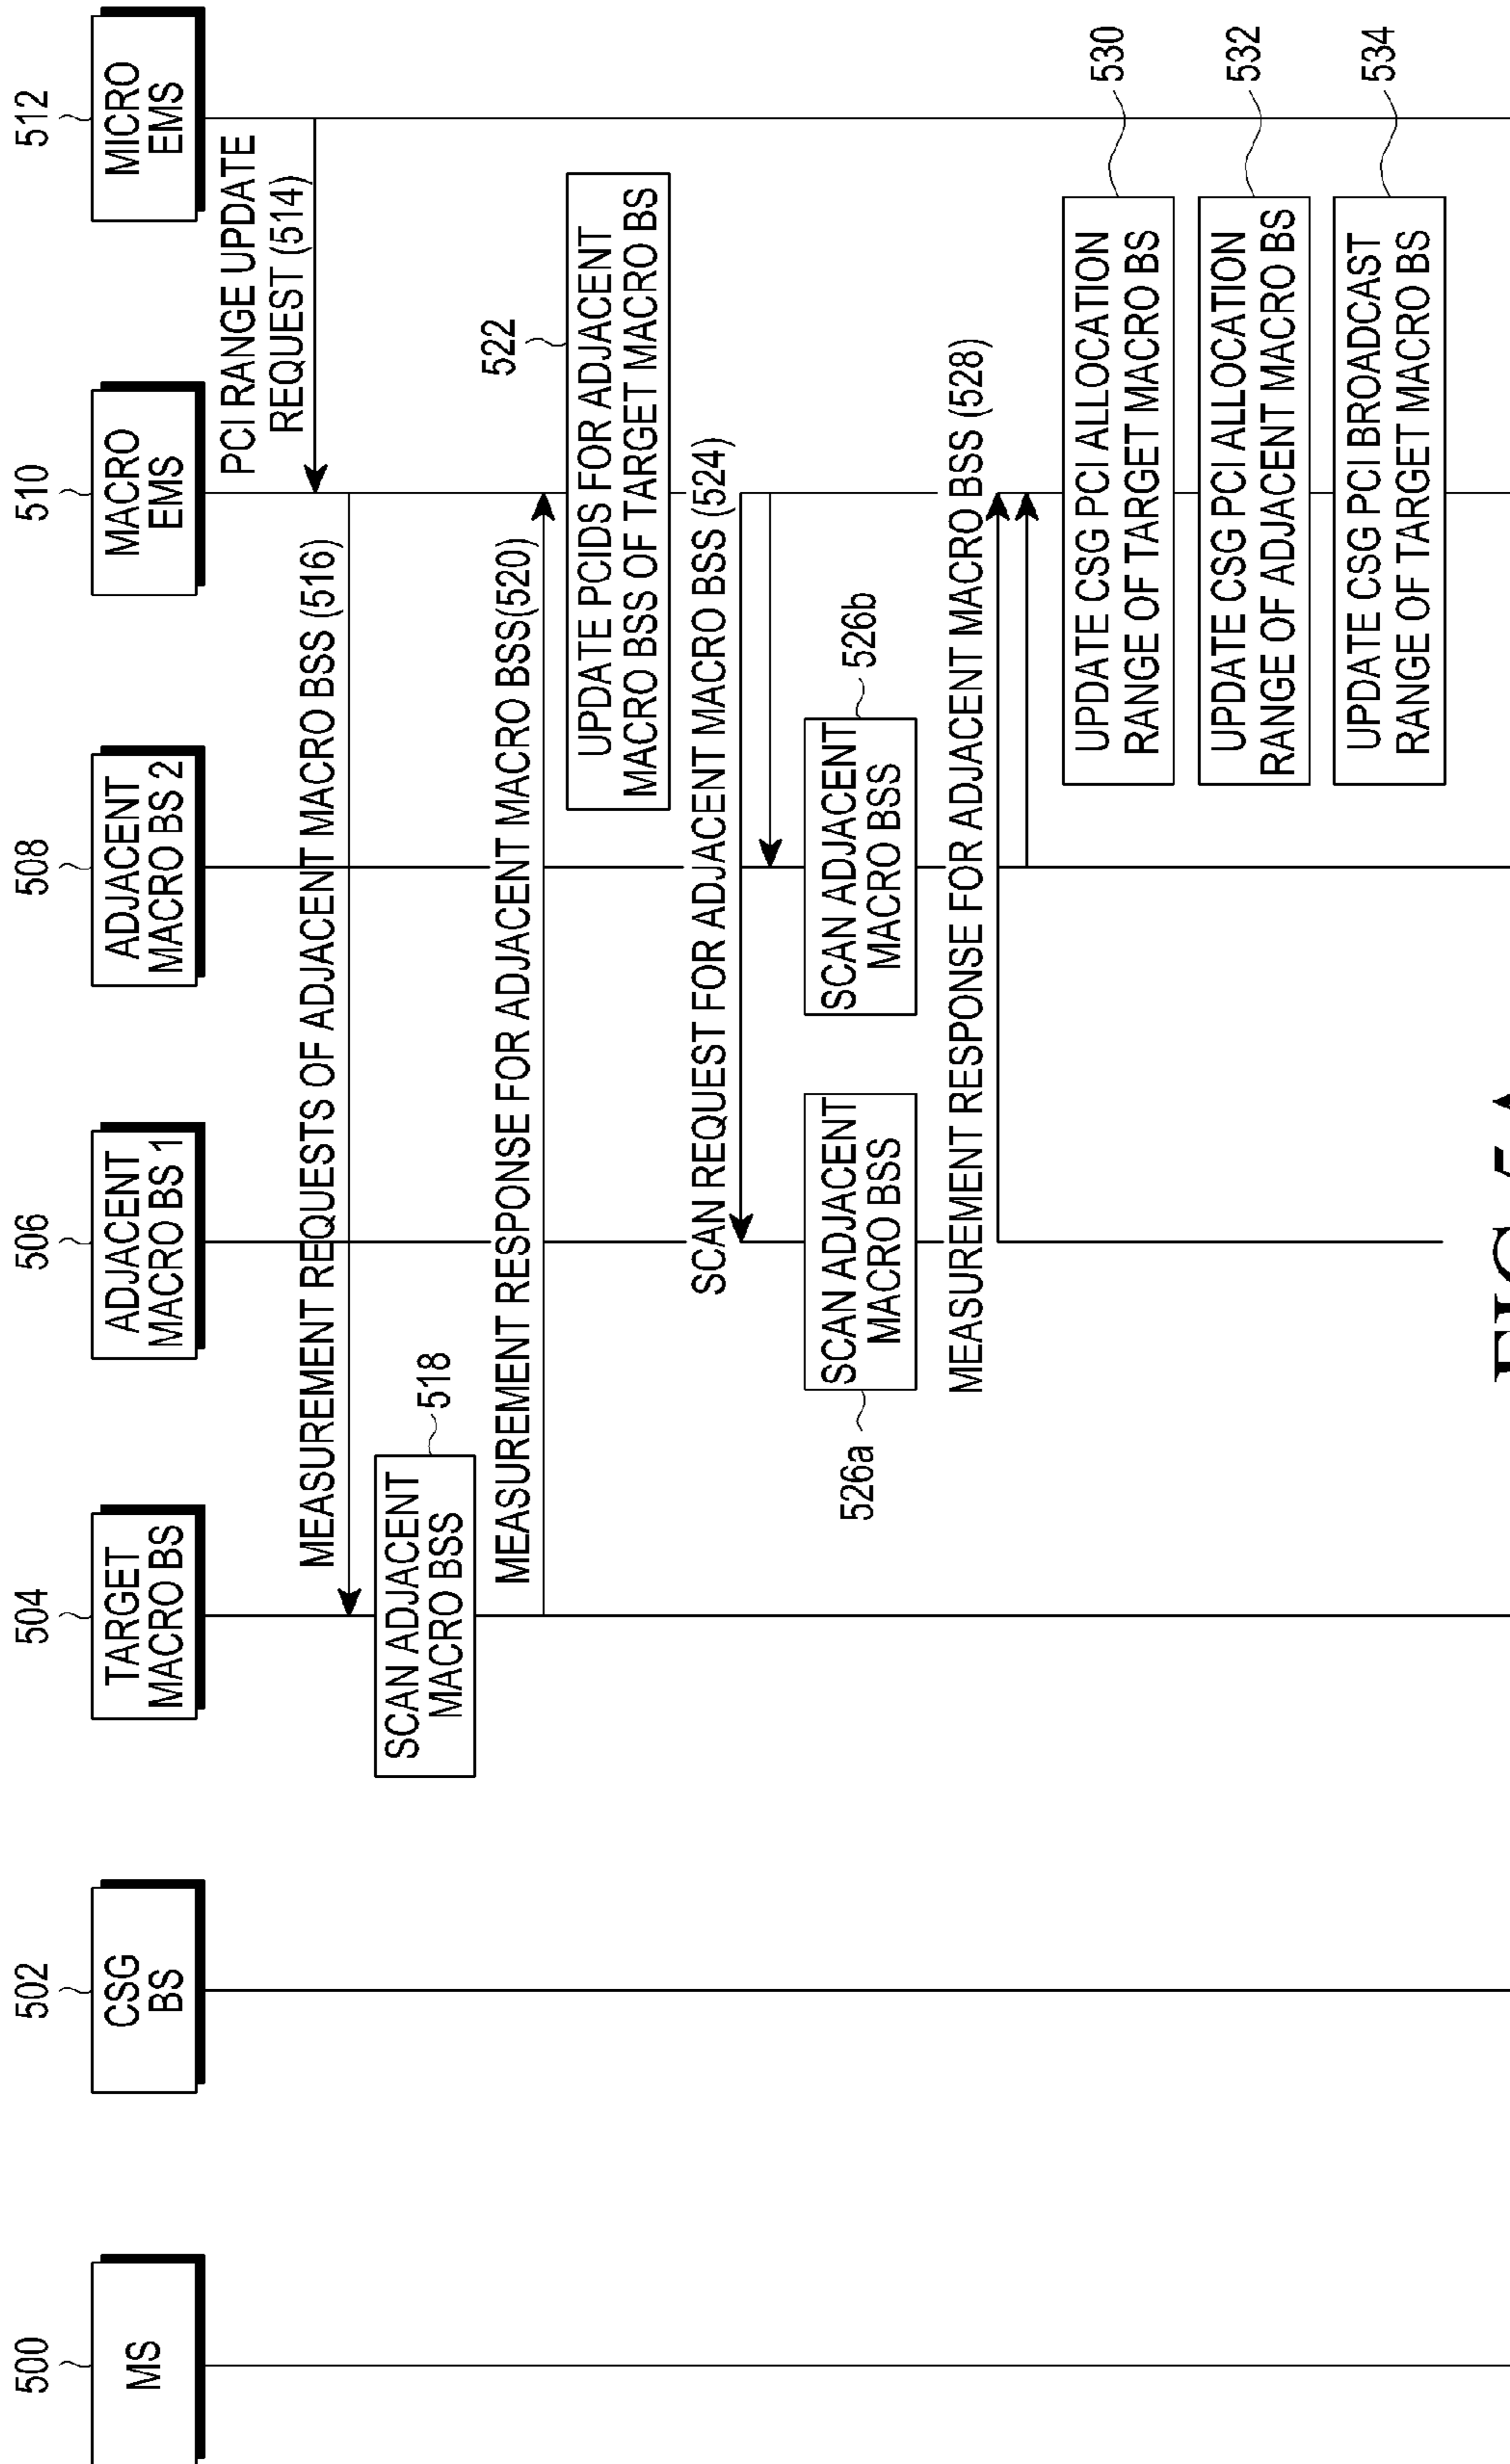 500
502
504
506
508
510
512
MS
CSG
BS
TARGET
MACRO BS
ADJACENT
MACRO BS 1
ADJACENT
MACRO BS 2
MACRO
EMS
MICRO
EMS
PCI RANGE UPDATE
REQUEST (514)
MEASUREMENT REQUESTS OF ADJACENT MACRO BSS (516)
SCAN ADJACENT
MACRO BSS
518
MEASUREMENT RESPONSE FOR ADJACENT MACRO BSS(520)
522
UPDATE PCIDS FOR ADJACENT
MACRO BSS OF TARGET MACRO BS
SCAN REQUEST FOR ADJACENT MACRO BSS (524)
526a
SCAN ADJACENT
MACRO BSS
SCAN ADJACENT
MACRO BSS
526b
MEASUREMENT RESPONSE FOR ADJACENT MACRO BSS (528)
UPDATE CSG PCI ALLOCATION
RANGE OF TARGET MACRO BS
530
UPDATE CSG PCI ALLOCATION
RANGE OF ADJACENT MACRO BS
532
UPDATE CSG PCI BROADCAST
RANGE OF TARGET MACRO BS
534